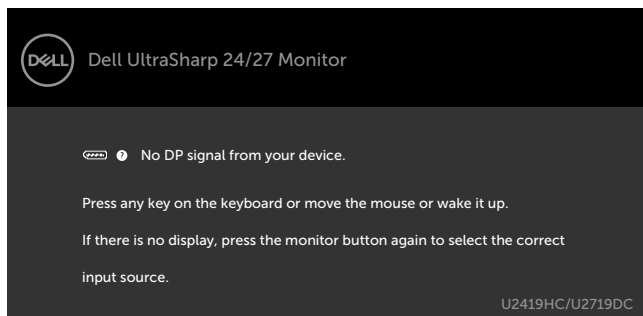 DELL Dell UltraSharp 24/27 Monitor
? No DP signal from your device.
Press any key on the keyboard or move the mouse or wake it up.
If there is no display, press the monitor button again to select the correct
input source.
U2419HC/U2719DC